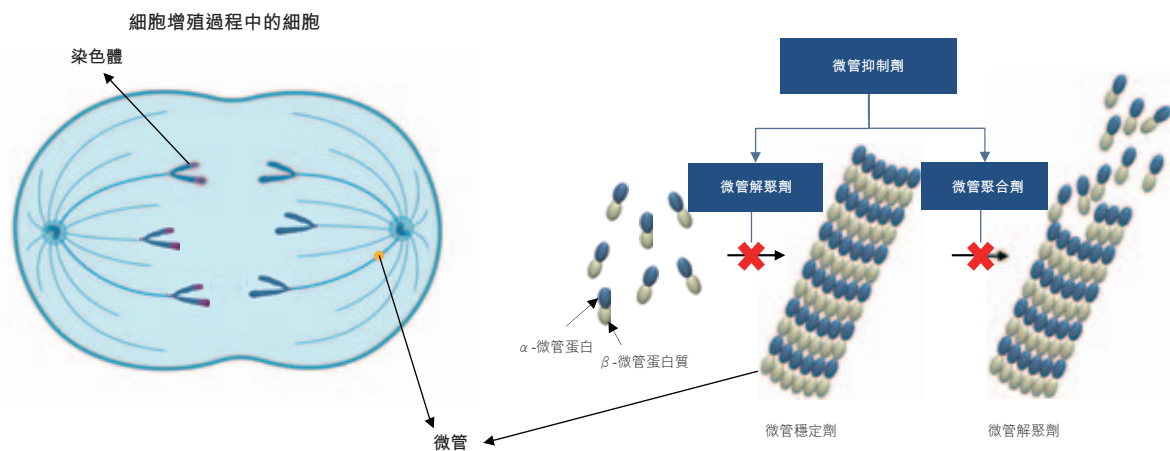 細胞增殖過程中的細胞
染色體
微管抑制劑
微管解聚劑
微管聚合劑
α-微管蛋白
β-微管蛋白質
微管
微管穩定劑
微管解聚劑